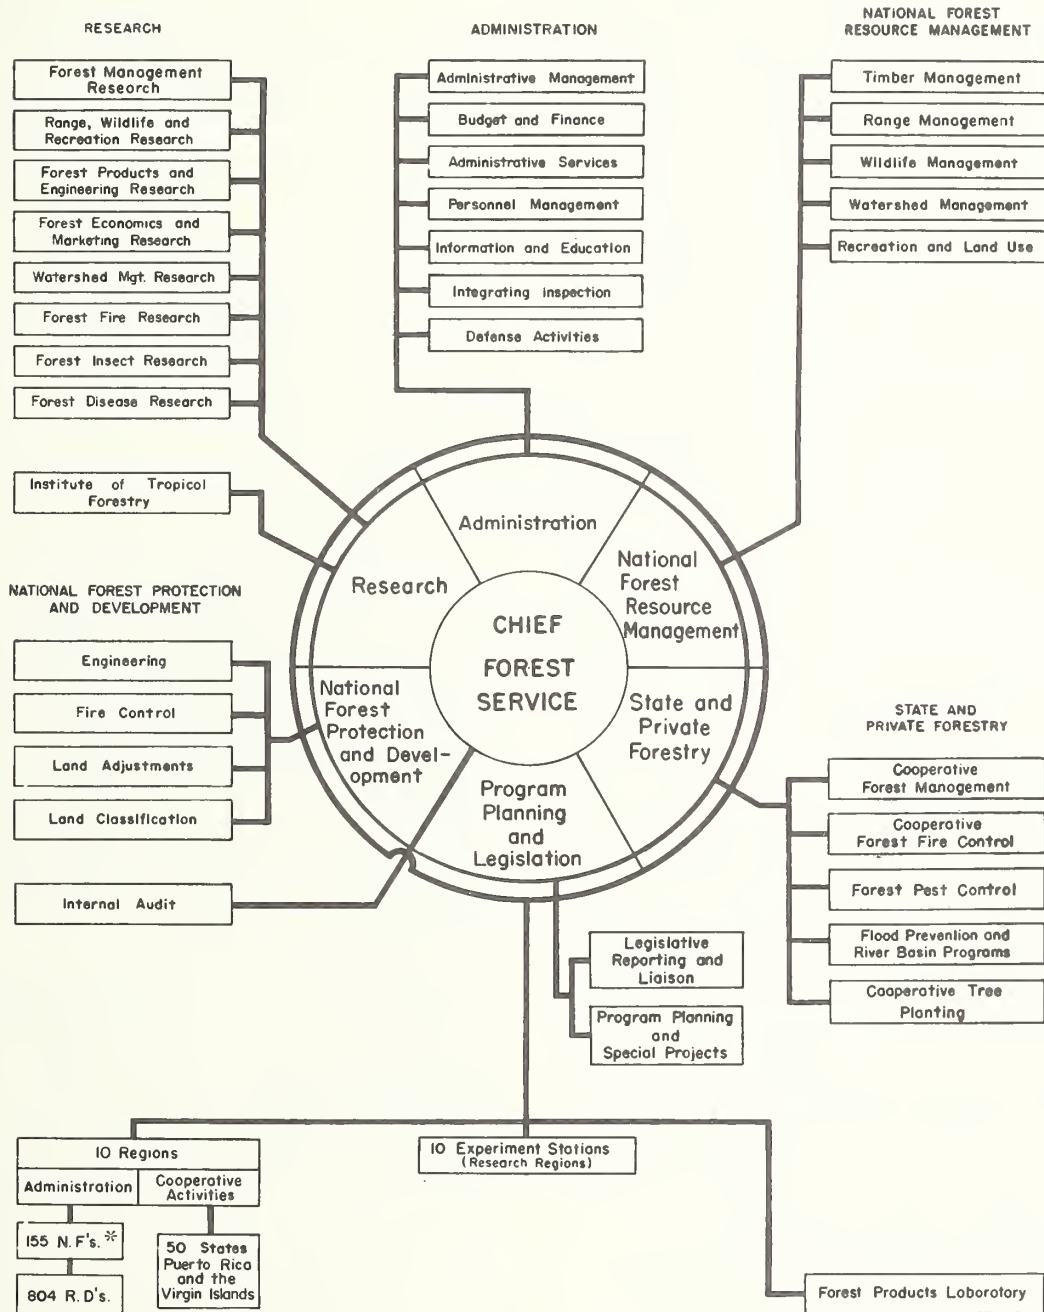 RESEARCH
Forest Management
Research
Range, Wildlife and
Recreation Research
Forest Products and
Engineering Research
Forest Economics and
Marketing Research
Watershed Mgt. Research
Forest Fire Research
Forest Insect Research
Forest Disease Research
Institute of Tropical
Forestry
ADMINISTRATION
Administrative Management
Budget and Finance
Administrative Services
Personnel Management
Information and Education
Integrating Inspection
Defense Activities
NATIONAL FOREST
RESOURCE MANAGEMENT
Timber Management
Range Management
Wildlife Management
Watershed Management
Recreation and Land Use
Administration
Research
National
Forest
Resource
Management
CHIEF
FOREST
SERVICE
National
Forest
Protection
and Devel-
opment
State and
Private
Forestry
Program
Planning
and
Legislation
NATIONAL FOREST PROTECTION
AND DEVELOPMENT
Engineering
Fire Control
Land Adjustments
Land Classification
Internal Audit
STATE AND
PRIVATE FORESTRY
Cooperative
Forest Management
Cooperative
Forest Fire Control
Forest Pest Control
Flood Prevention and
River Basin Programs
Cooperative Tree
Planting
Legislative
Reporting and
Liaison
Program Planning
and
Special Projects
10 Regions
Administration
Cooperative
Activities
155 N.F's.*
804 R.D's.
50 States
Puerto Rica
and the
Virgin Islands
10 Experiment Stations
(Research Regions)
Forest Products Loborotory